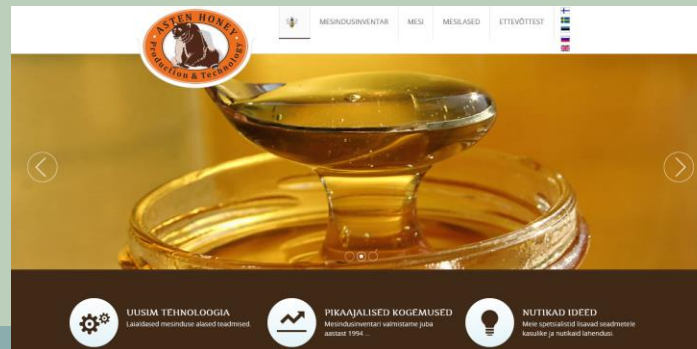 ASTEN HONEY
Production & Technology
MESINDUSINVENTAR MESI MESILASED ETTEVÕTTEST
UUSIM TEHNOLOOGIA
Laialdased mesinduse alased teadmised.
PIKAAJALISED KOGEMUSED
Mesindusinventari valmistame juba
aastast 1994 ...
NUTIKAD IDEED
Meie spetsialistid lisavad seadmetele
kasulike ja nutikaid lahendusi.